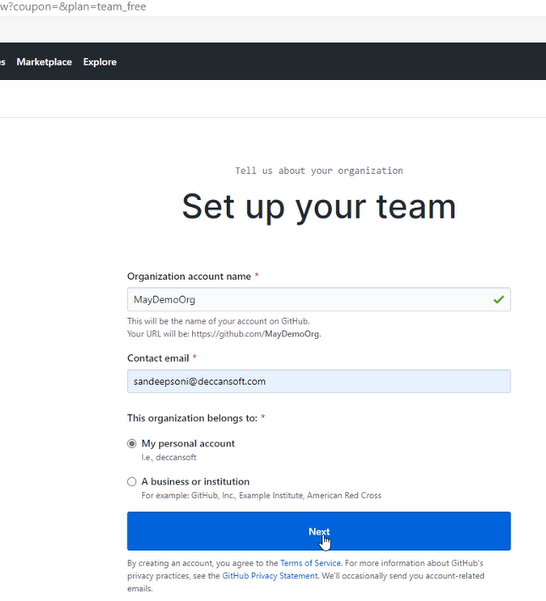 w?coupon=&plan=team_free
Marketplace Explore
Tell us about your organization
Set up your team
Organization account name *
MayDemoOrg
This will be the name of your account on GitHub.
Your URL will be: https://github.com/MayDemoOrg.
Contact email *
sandeepsoni@deccansoft.com
This organization belongs to: *
My personal account
I.e., deccansoft
A business or institution
For example: GitHub, Inc., Example Institute, American Red Cross
Next
By creating an account, you agree to the Terms of Service. For more information about GitHub's
privacy practices, see the GitHub Privacy Statement. We'll occasionally send you account-related
emails.